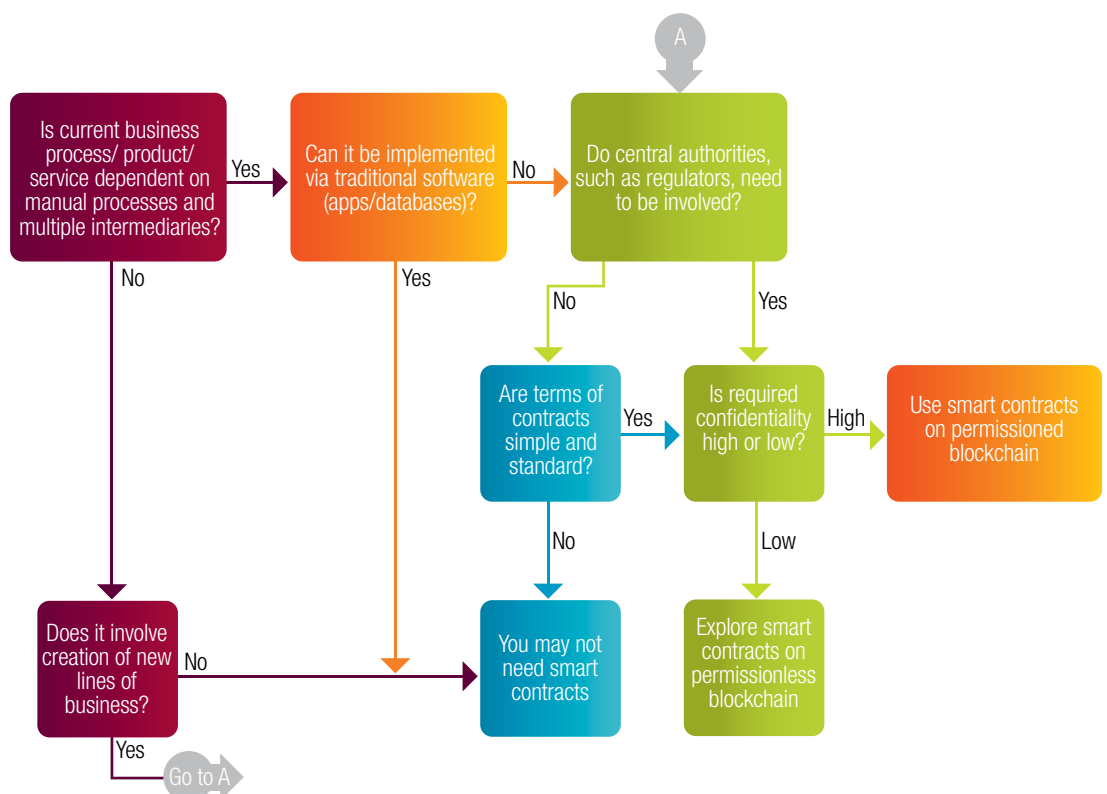 A
Is current business
process/ product/
service dependent on
manual processes and
multiple intermediaries?
Yes
Can it be implemented
via traditional software
(apps/databases)?
No
Do central authorities,
such as regulators, need
to be involved?
No
Yes
No
Yes
Are terms of
contracts
simple and
standard?
Yes
Is required
confidentiality
high or low?
High
Use smart contracts
on permissioned
blockchain
No
Low
Does it involve
creation of new
lines of
business?
No
You may not
need smart
contracts
Explore smart
contracts on
permissionless
blockchain
Yes
Go to A